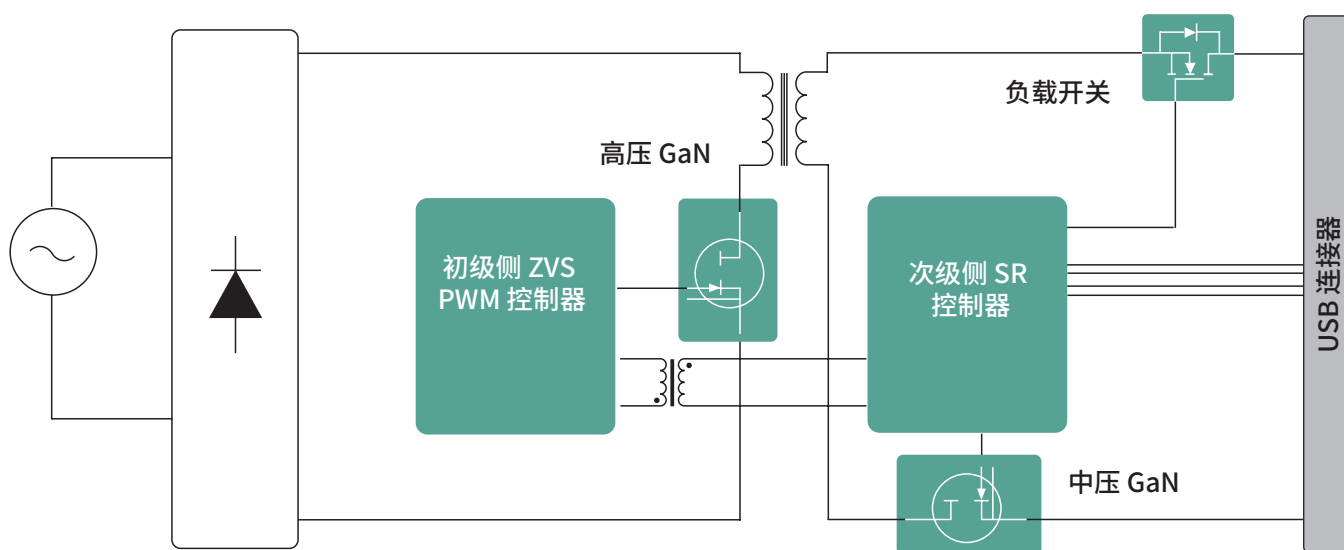 负载开关
高压 GaN
初级侧 ZVS
PWM 控制器
次级侧 SR
控制器
中压 GaN
USB 连接器